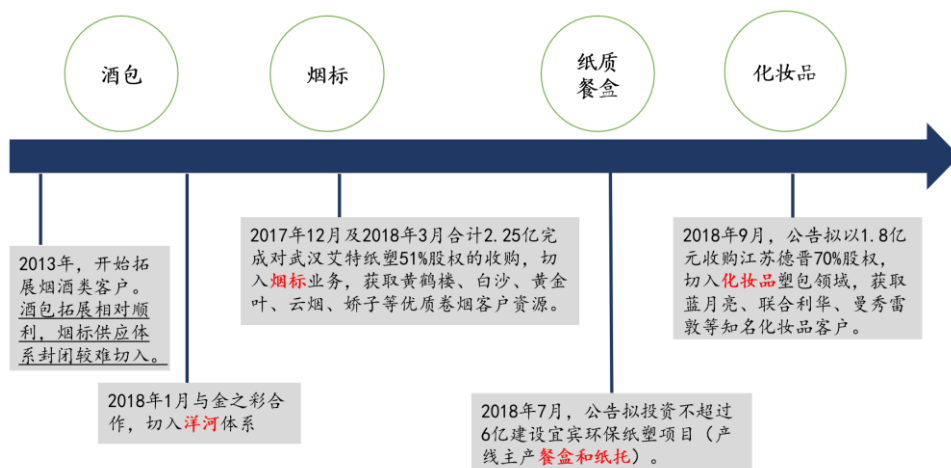 酒包
烟标
纸质
餐盒
化妆品
2013年，开始拓
展烟酒类客户。
酒包拓展相对顺
利，烟标供应体
系封闭较难切入。
2018年1月与金之彩合
作，切入洋河体系
2017年12月及2018年3月合计2.25亿完
成对武汉艾特纸塑51%股权的收购，切
入烟标业务，获取黄鹤楼、白沙、黄金
叶、云烟、娇子等优质卷烟客户资源。
2018年7月，公告拟投资不超过
6亿建设宜宾环保纸塑项目（产
线主产餐盒和纸托）。
2018年9月，公告拟以1.8亿
元收购江苏德晋70%股权，
切入化妆品塑包领域，获取
蓝月亮、联合利华、曼秀雷
敦等知名化妆品客户。